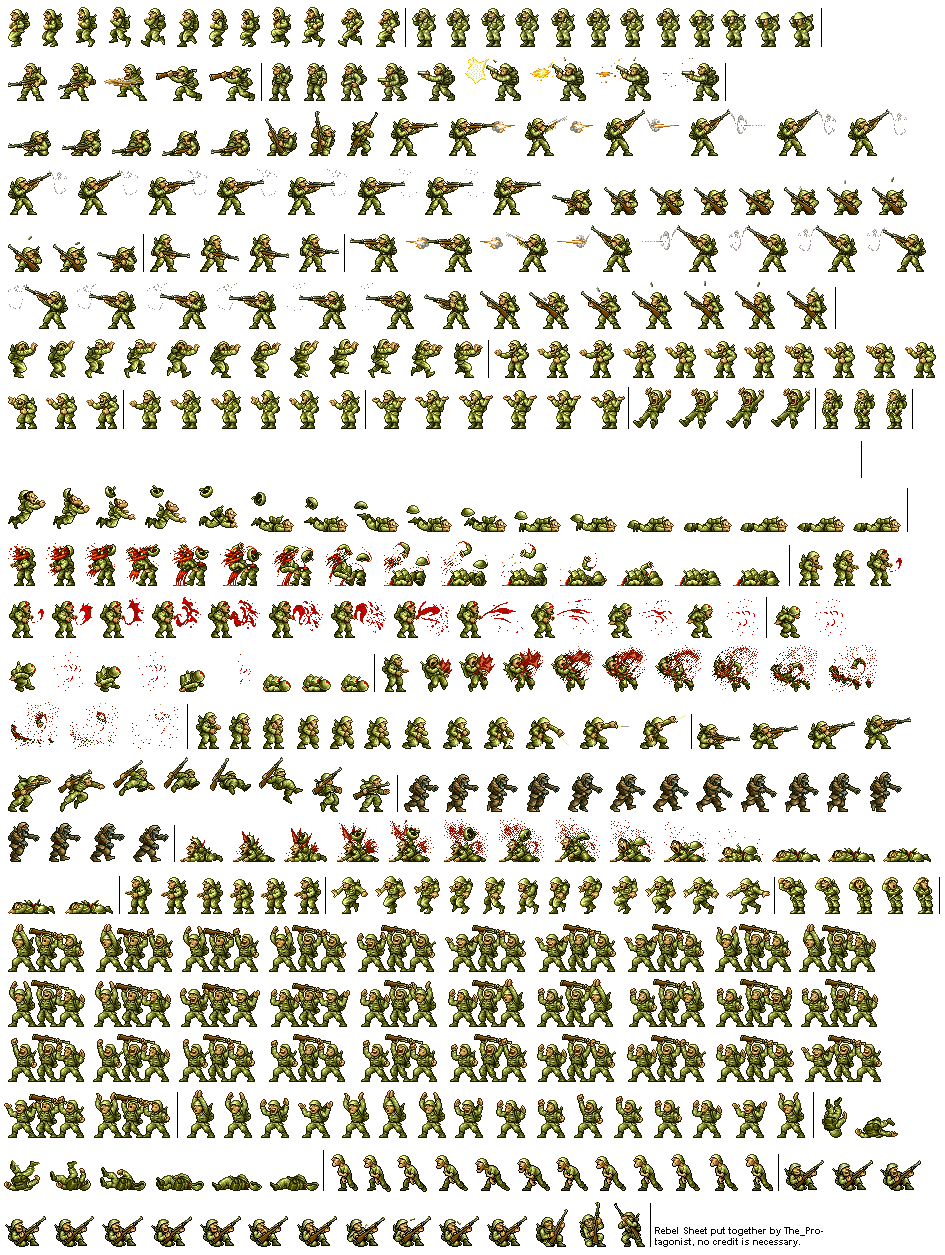 Rebel Sheet put together by The_Pro-
tagonist, no credit is necessary.